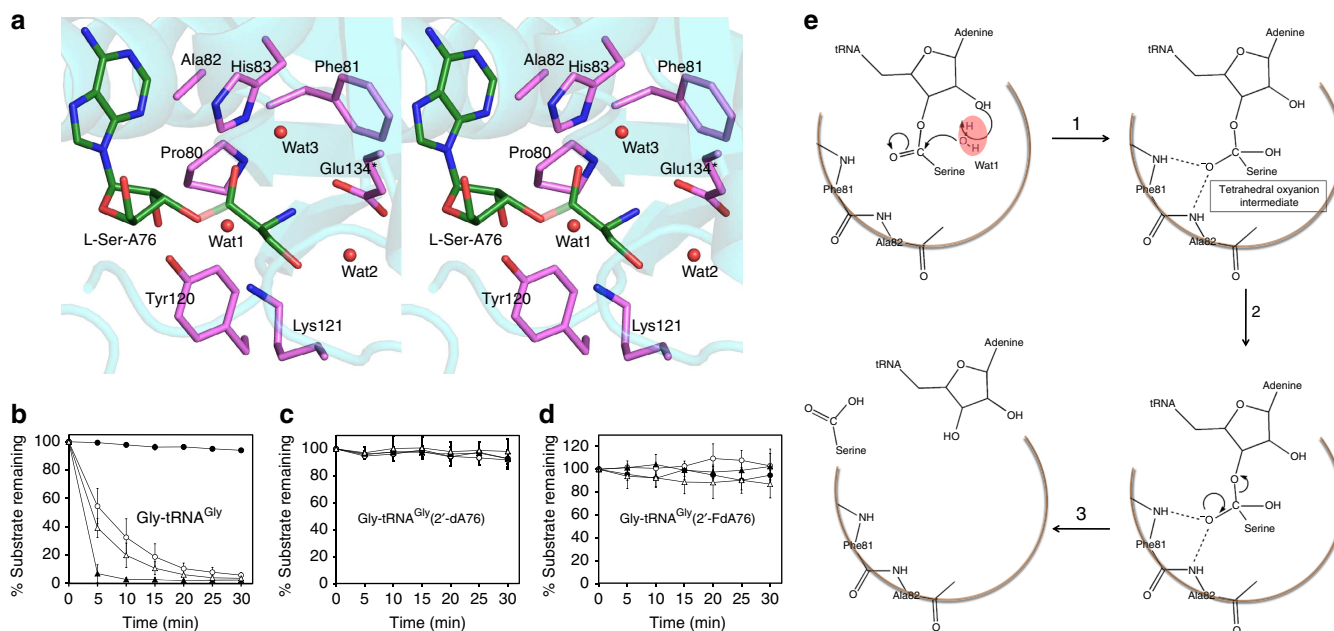 a
Ala82
His83
Phe81
Wat3
Pro80
Glu134*
L-Ser-A76
Wat1
Wat2
Tyr120
Lys121
Ala82
His83
Phe81
Wat3
Pro80
Glu134*
L-Ser-A76
Wat1
Wat2
Tyr120
Lys121
b
% Substrate remaining
100
80
60
40
20
0
Gly-tRNAGly
0 5 10 15 20 25 30
Time (min)
c
% Substrate remaining
100
80
60
40
20
0
Gly-tRNAGly(2′-dA76)
0 5 10 15 20 25 30
Time (min)
d
% Substrate remaining
120
100
80
60
40
20
0
Gly-tRNAGly(2′-FdA76)
0 5 10 15 20 25 30
Time (min)
e
Adenine
tRNA
O
OH
O
H
O
H
O
C
Serine
Wat1
NH
Phe81
O
NH
Ala82
O
1
Adenine
tRNA
O
OH
O
C
OH
O
Serine
Tetrahedral oxyanion
intermediate
NH
Phe81
O
NH
Ala82
O
2
Adenine
tRNA
O
OH
O
C
OH
O
Serine
NH
Phe81
O
NH
Ala82
O
3
Adenine
tRNA
O
OH
HO
O
OH
C
Serine
NH
Phe81
O
NH
Ala82
O